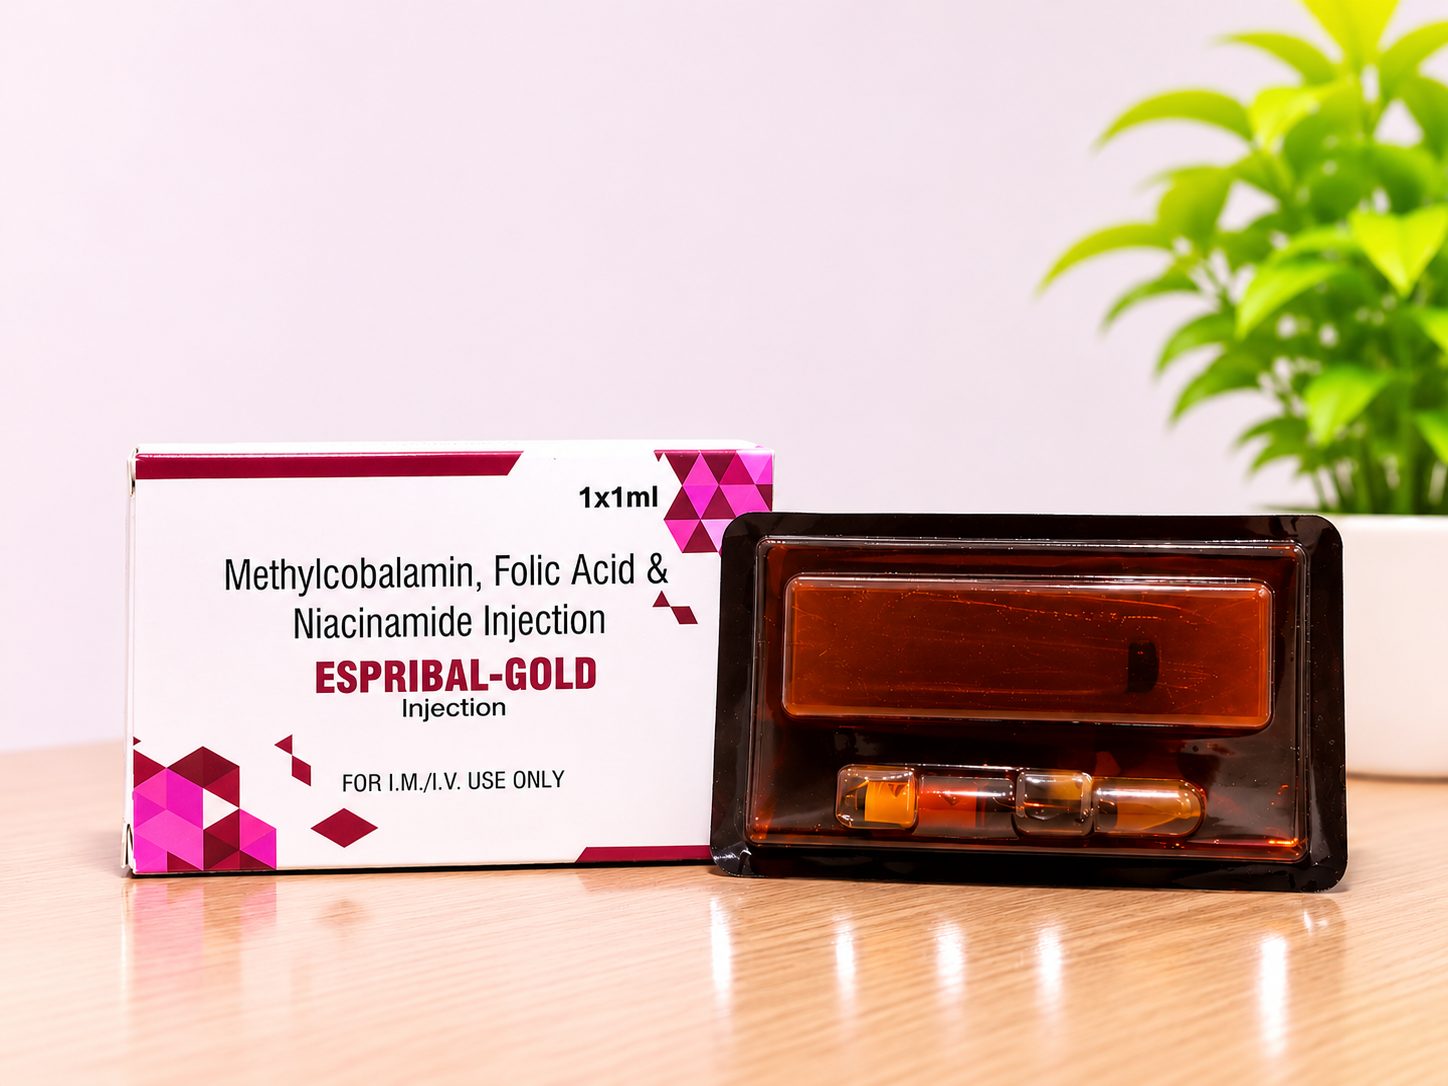 1x1ml
Methylcobalamin, Folic Acid &
Niacinamide Injection
ESPRIBAL-GOLD
Injection
FOR I.M./I.V. USE ONLY